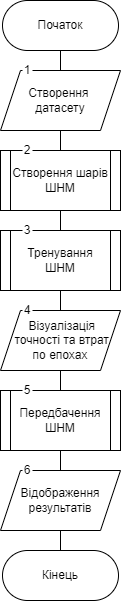 Початок
1
Створення
датасету
2
Створення шарів
ШНМ
3
Тренування
ШНМ
4
Візуалізація
точності та втрат
по епохах
5
Передбачення
ШНМ
6
Відображення
результатів
Кінець